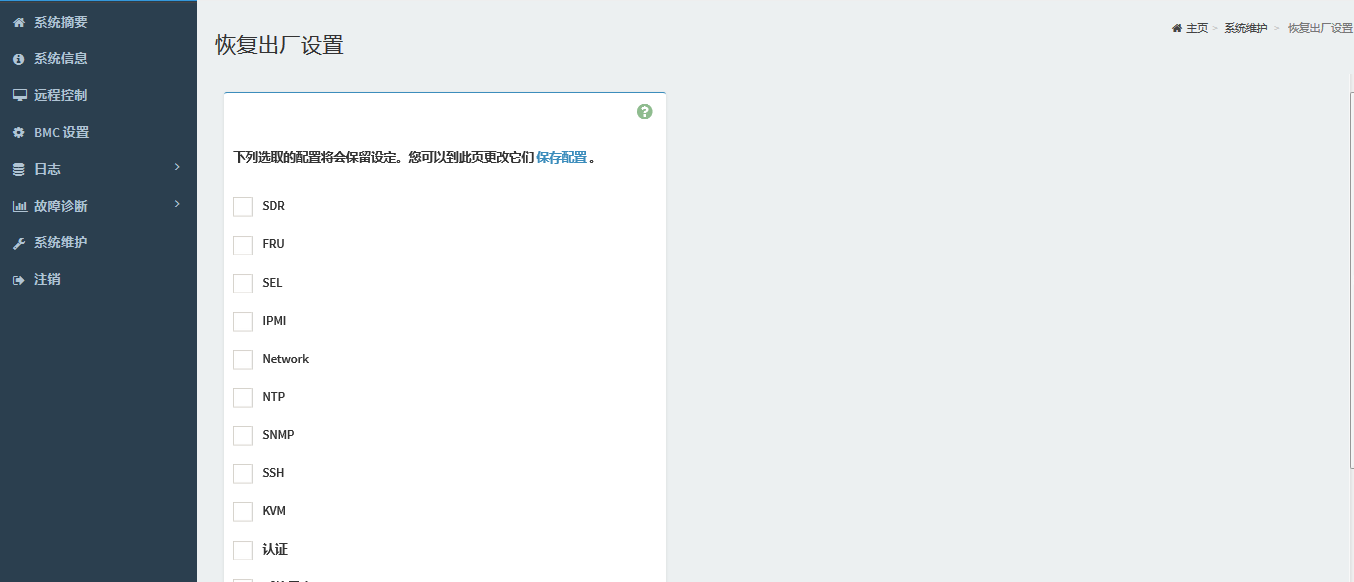 系统摘要
系统信息
远程控制
BMC 设置
日志
故障诊断
系统维护
注销
主页 > 系统维护 > 恢复出厂设置
恢复出厂设置
下列选取的配置将会保留设定。您可以到此页更改它们 保存配置 。
SDR
FRU
SEL
IPMI
Network
NTP
SNMP
SSH
KVM
认证